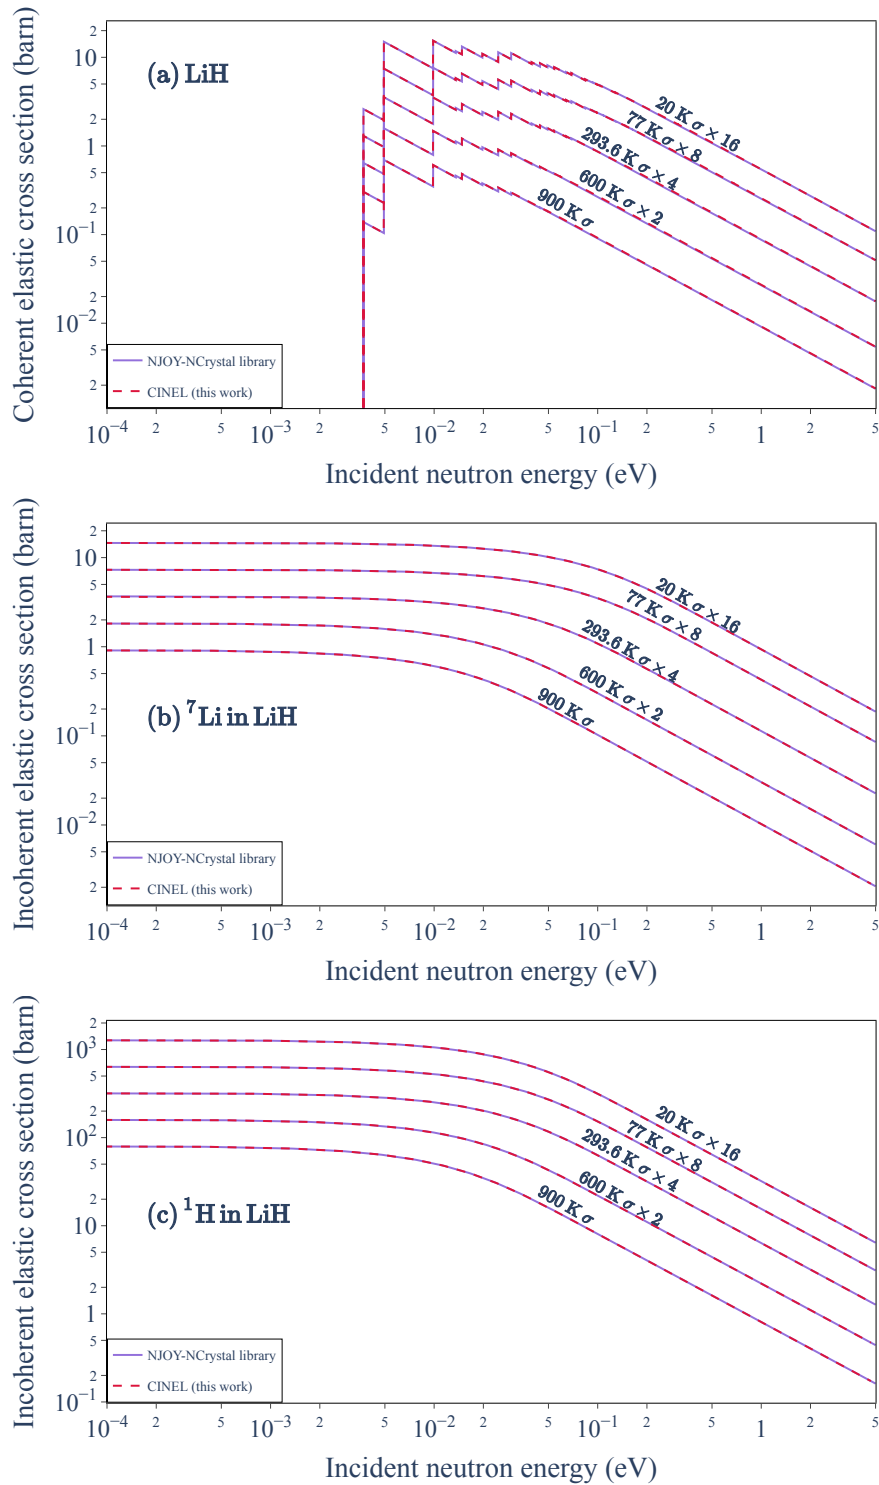 Coherent elastic cross section (barn)
2
10
5
2
1
5
2
10⁻¹
5
2
10⁻²
5
2
(a) LiH
20 K σ × 16
77 K σ × 8
293.6 K σ × 4
600 K σ × 2
900 K σ
NJOY-NCrystal library
CINEL (this work)
10⁻⁴ 2 5 10⁻³ 2 5 10⁻² 2 5 10⁻¹ 2 5 1 2 5
Incident neutron energy (eV)
Incoherent elastic cross section (barn)
2
10
5
2
1
5
2
10⁻¹
5
2
10⁻²
5
2
20 K σ × 16
77 K σ × 8
293.6 K σ × 4
600 K σ × 2
900 K σ
(b) ⁷Li in LiH
NJOY-NCrystal library
CINEL (this work)
10⁻⁴ 2 5 10⁻³ 2 5 10⁻² 2 5 10⁻¹ 2 5 1 2 5
Incident neutron energy (eV)
Incoherent elastic cross section (barn)
2
10³
5
2
10²
5
2
10
5
2
1
5
2
10⁻¹
20 K σ × 16
77 K σ × 8
293.6 K σ × 4
600 K σ × 2
900 K σ
(c) ¹H in LiH
NJOY-NCrystal library
CINEL (this work)
10⁻⁴ 2 5 10⁻³ 2 5 10⁻² 2 5 10⁻¹ 2 5 1 2 5
Incident neutron energy (eV)